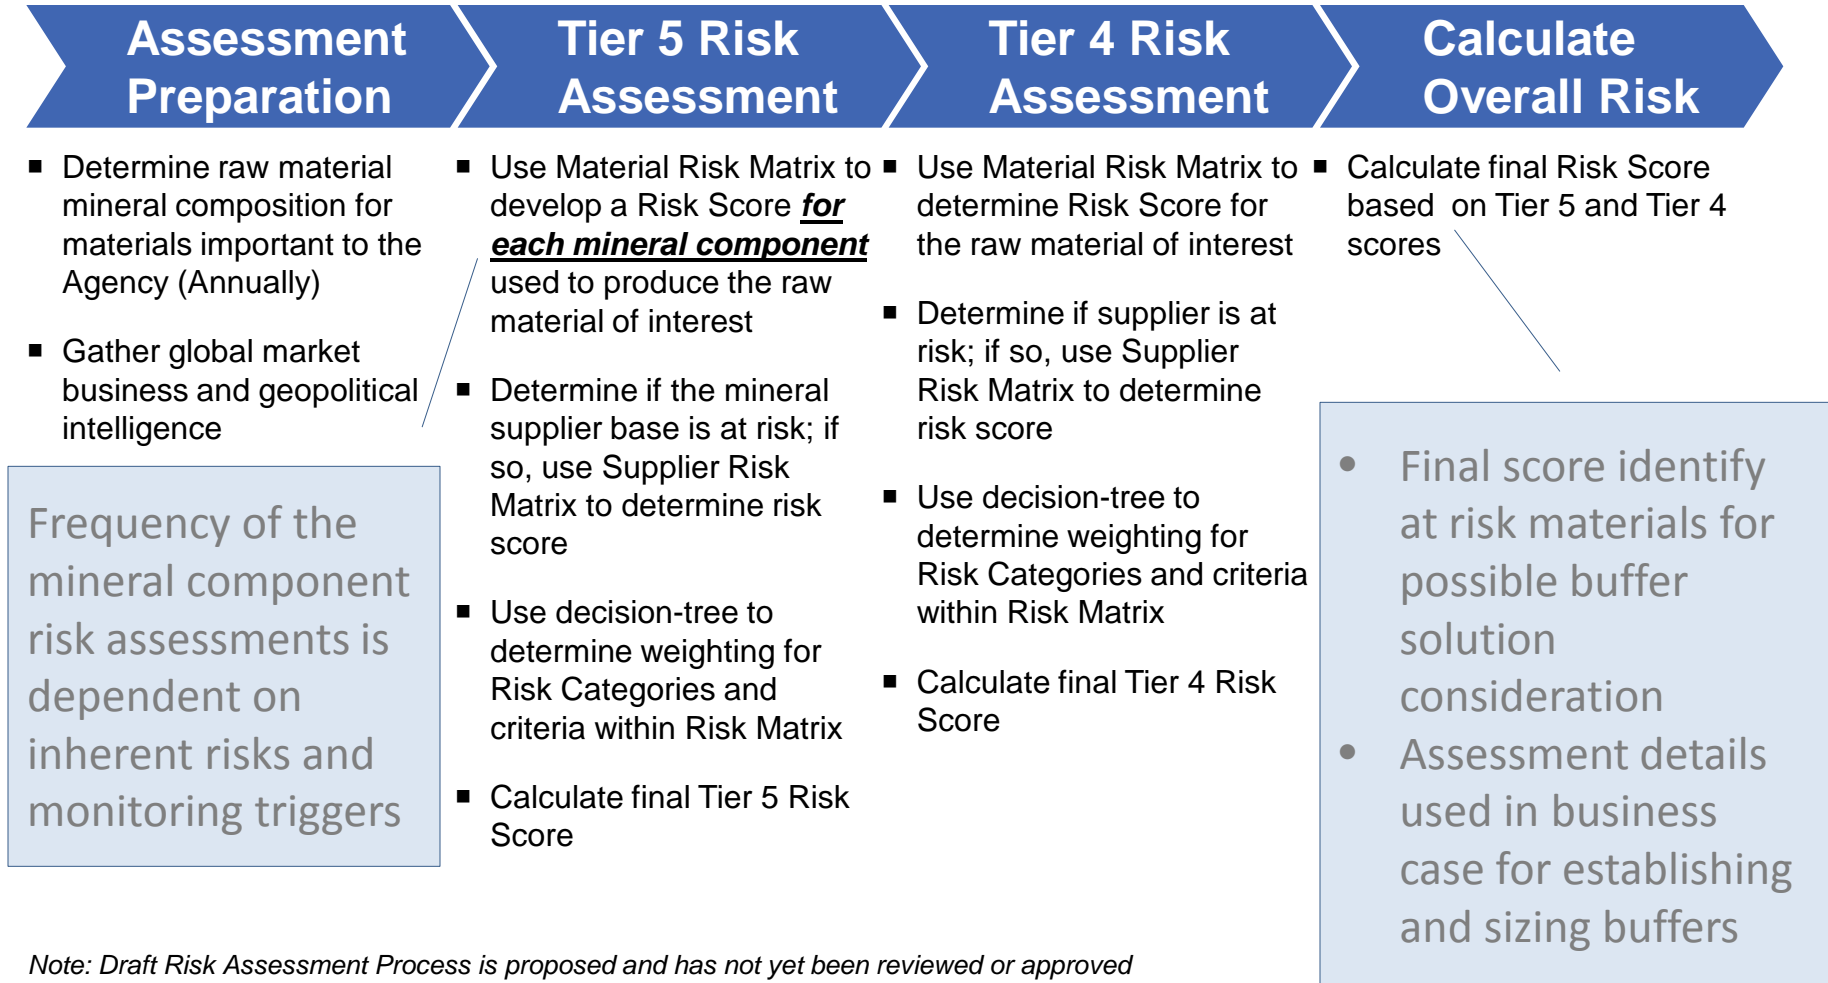 Assessment
Preparation
Tier 5 Risk
Assessment
Tier 4 Risk
Assessment
Calculate
Overall Risk
▪ Determine raw material
mineral composition for
materials important to the
Agency (Annually)
▪ Gather global market
business and geopolitical
intelligence
Frequency of the
mineral component
risk assessments is
dependent on
inherent risks and
monitoring triggers
▪ Use Material Risk Matrix to
develop a Risk Score for
each mineral component
used to produce the raw
material of interest
▪ Determine if the mineral
supplier base is at risk; if
so, use Supplier Risk
Matrix to determine risk
score
▪ Use decision-tree to
determine weighting for
Risk Categories and
criteria within Risk Matrix
▪ Calculate final Tier 5 Risk
Score
▪ Use Material Risk Matrix to
determine Risk Score for
the raw material of interest
▪ Determine if supplier is at
risk; if so, use Supplier
Risk Matrix to determine
risk score
▪ Use decision-tree to
determine weighting for
Risk Categories and criteria
within Risk Matrix
▪ Calculate final Tier 4 Risk
Score
▪ Calculate final Risk Score
based on Tier 5 and Tier 4
scores
• Final score identify
at risk materials for
possible buffer
solution
consideration
• Assessment details
used in business
case for establishing
and sizing buffers
Note: Draft Risk Assessment Process is proposed and has not yet been reviewed or approved